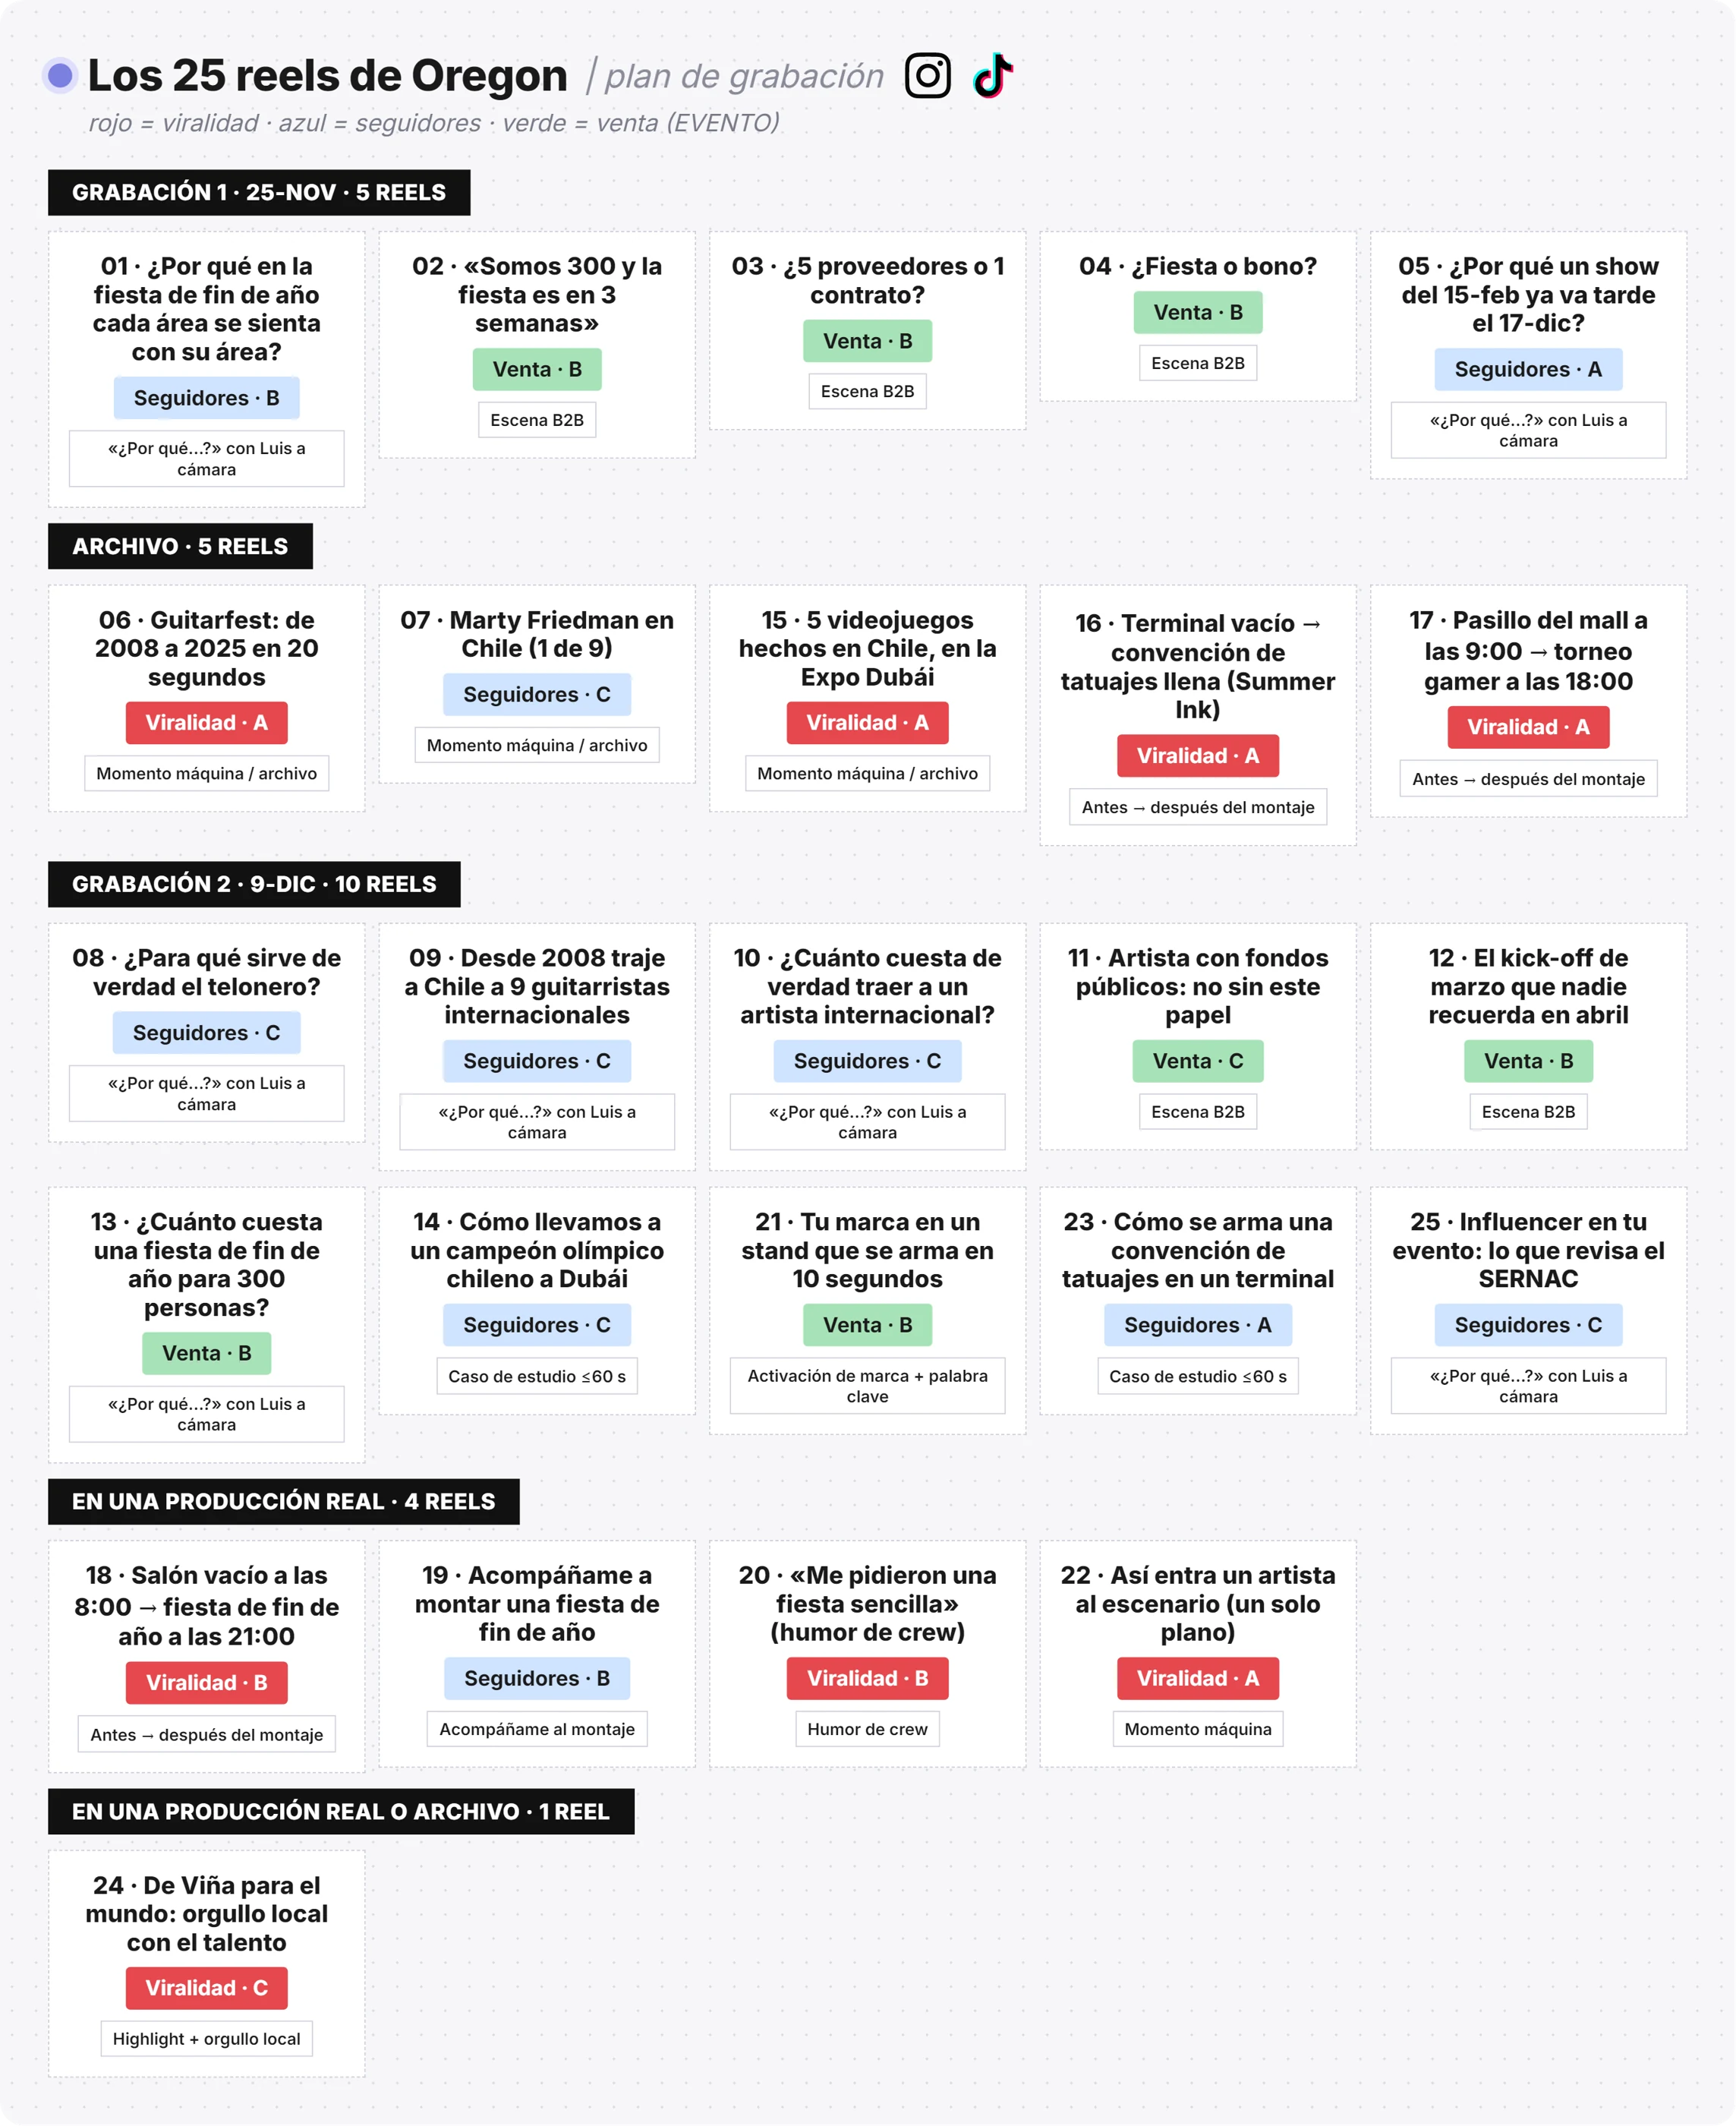 Los 25 reels de Oregon | plan de grabación
rojo = viralidad · azul = seguidores · verde = venta (EVENTO)
GRABACIÓN 1 · 25-NOV · 5 REELS
01 · ¿Por qué en la
fiesta de fin de año
cada área se sienta
con su área?
Seguidores · B
«¿Por qué…?» con Luis a
cámara
02 · «Somos 300 y la
fiesta es en 3
semanas»
Venta · B
Escena B2B
03 · ¿5 proveedores o 1
contrato?
Venta · B
Escena B2B
04 · ¿Fiesta o bono?
Venta · B
Escena B2B
05 · ¿Por qué un show
del 15-feb ya va tarde
el 17-dic?
Seguidores · A
«¿Por qué…?» con Luis a
cámara
ARCHIVO · 5 REELS
06 · Guitarfest: de
2008 a 2025 en 20
segundos
Viralidad · A
Momento máquina / archivo
07 · Marty Friedman en
Chile (1 de 9)
Seguidores · C
Momento máquina / archivo
15 · 5 videojuegos
hechos en Chile, en la
Expo Dubái
Viralidad · A
Momento máquina / archivo
16 · Terminal vacío →
convención de
tatuajes llena (Summer
Ink)
Viralidad · A
Antes → después del montaje
17 · Pasillo del mall a
las 9:00 → torneo
gamer a las 18:00
Viralidad · A
Antes → después del montaje
GRABACIÓN 2 · 9-DIC · 10 REELS
08 · ¿Para qué sirve de
verdad el telonero?
Seguidores · C
«¿Por qué…?» con Luis a
cámara
09 · Desde 2008 traje
a Chile a 9 guitarristas
internacionales
Seguidores · C
«¿Por qué…?» con Luis a
cámara
10 · ¿Cuánto cuesta de
verdad traer a un
artista internacional?
Seguidores · C
«¿Por qué…?» con Luis a
cámara
11 · Artista con fondos
públicos: no sin este
papel
Venta · C
Escena B2B
12 · El kick-off de
marzo que nadie
recuerda en abril
Venta · B
Escena B2B
13 · ¿Cuánto cuesta
una fiesta de fin de
año para 300
personas?
Venta · B
«¿Por qué…?» con Luis a
cámara
14 · Cómo llevamos a
un campeón olímpico
chileno a Dubái
Seguidores · C
Caso de estudio ≤60 s
21 · Tu marca en un
stand que se arma en
10 segundos
Venta · B
Activación de marca + palabra
clave
23 · Cómo se arma una
convención de
tatuajes en un terminal
Seguidores · A
Caso de estudio ≤60 s
25 · Influencer en tu
evento: lo que revisa el
SERNAC
Seguidores · C
«¿Por qué…?» con Luis a
cámara
EN UNA PRODUCCIÓN REAL · 4 REELS
18 · Salón vacío a las
8:00 → fiesta de fin de
año a las 21:00
Viralidad · B
Antes → después del montaje
19 · Acompáñame a
montar una fiesta de
fin de año
Seguidores · B
Acompáñame al montaje
20 · «Me pidieron una
fiesta sencilla»
(humor de crew)
Viralidad · B
Humor de crew
22 · Así entra un artista
al escenario (un solo
plano)
Viralidad · A
Momento máquina
EN UNA PRODUCCIÓN REAL O ARCHIVO · 1 REEL
24 · De Viña para el
mundo: orgullo local
con el talento
Viralidad · C
Highlight + orgullo local